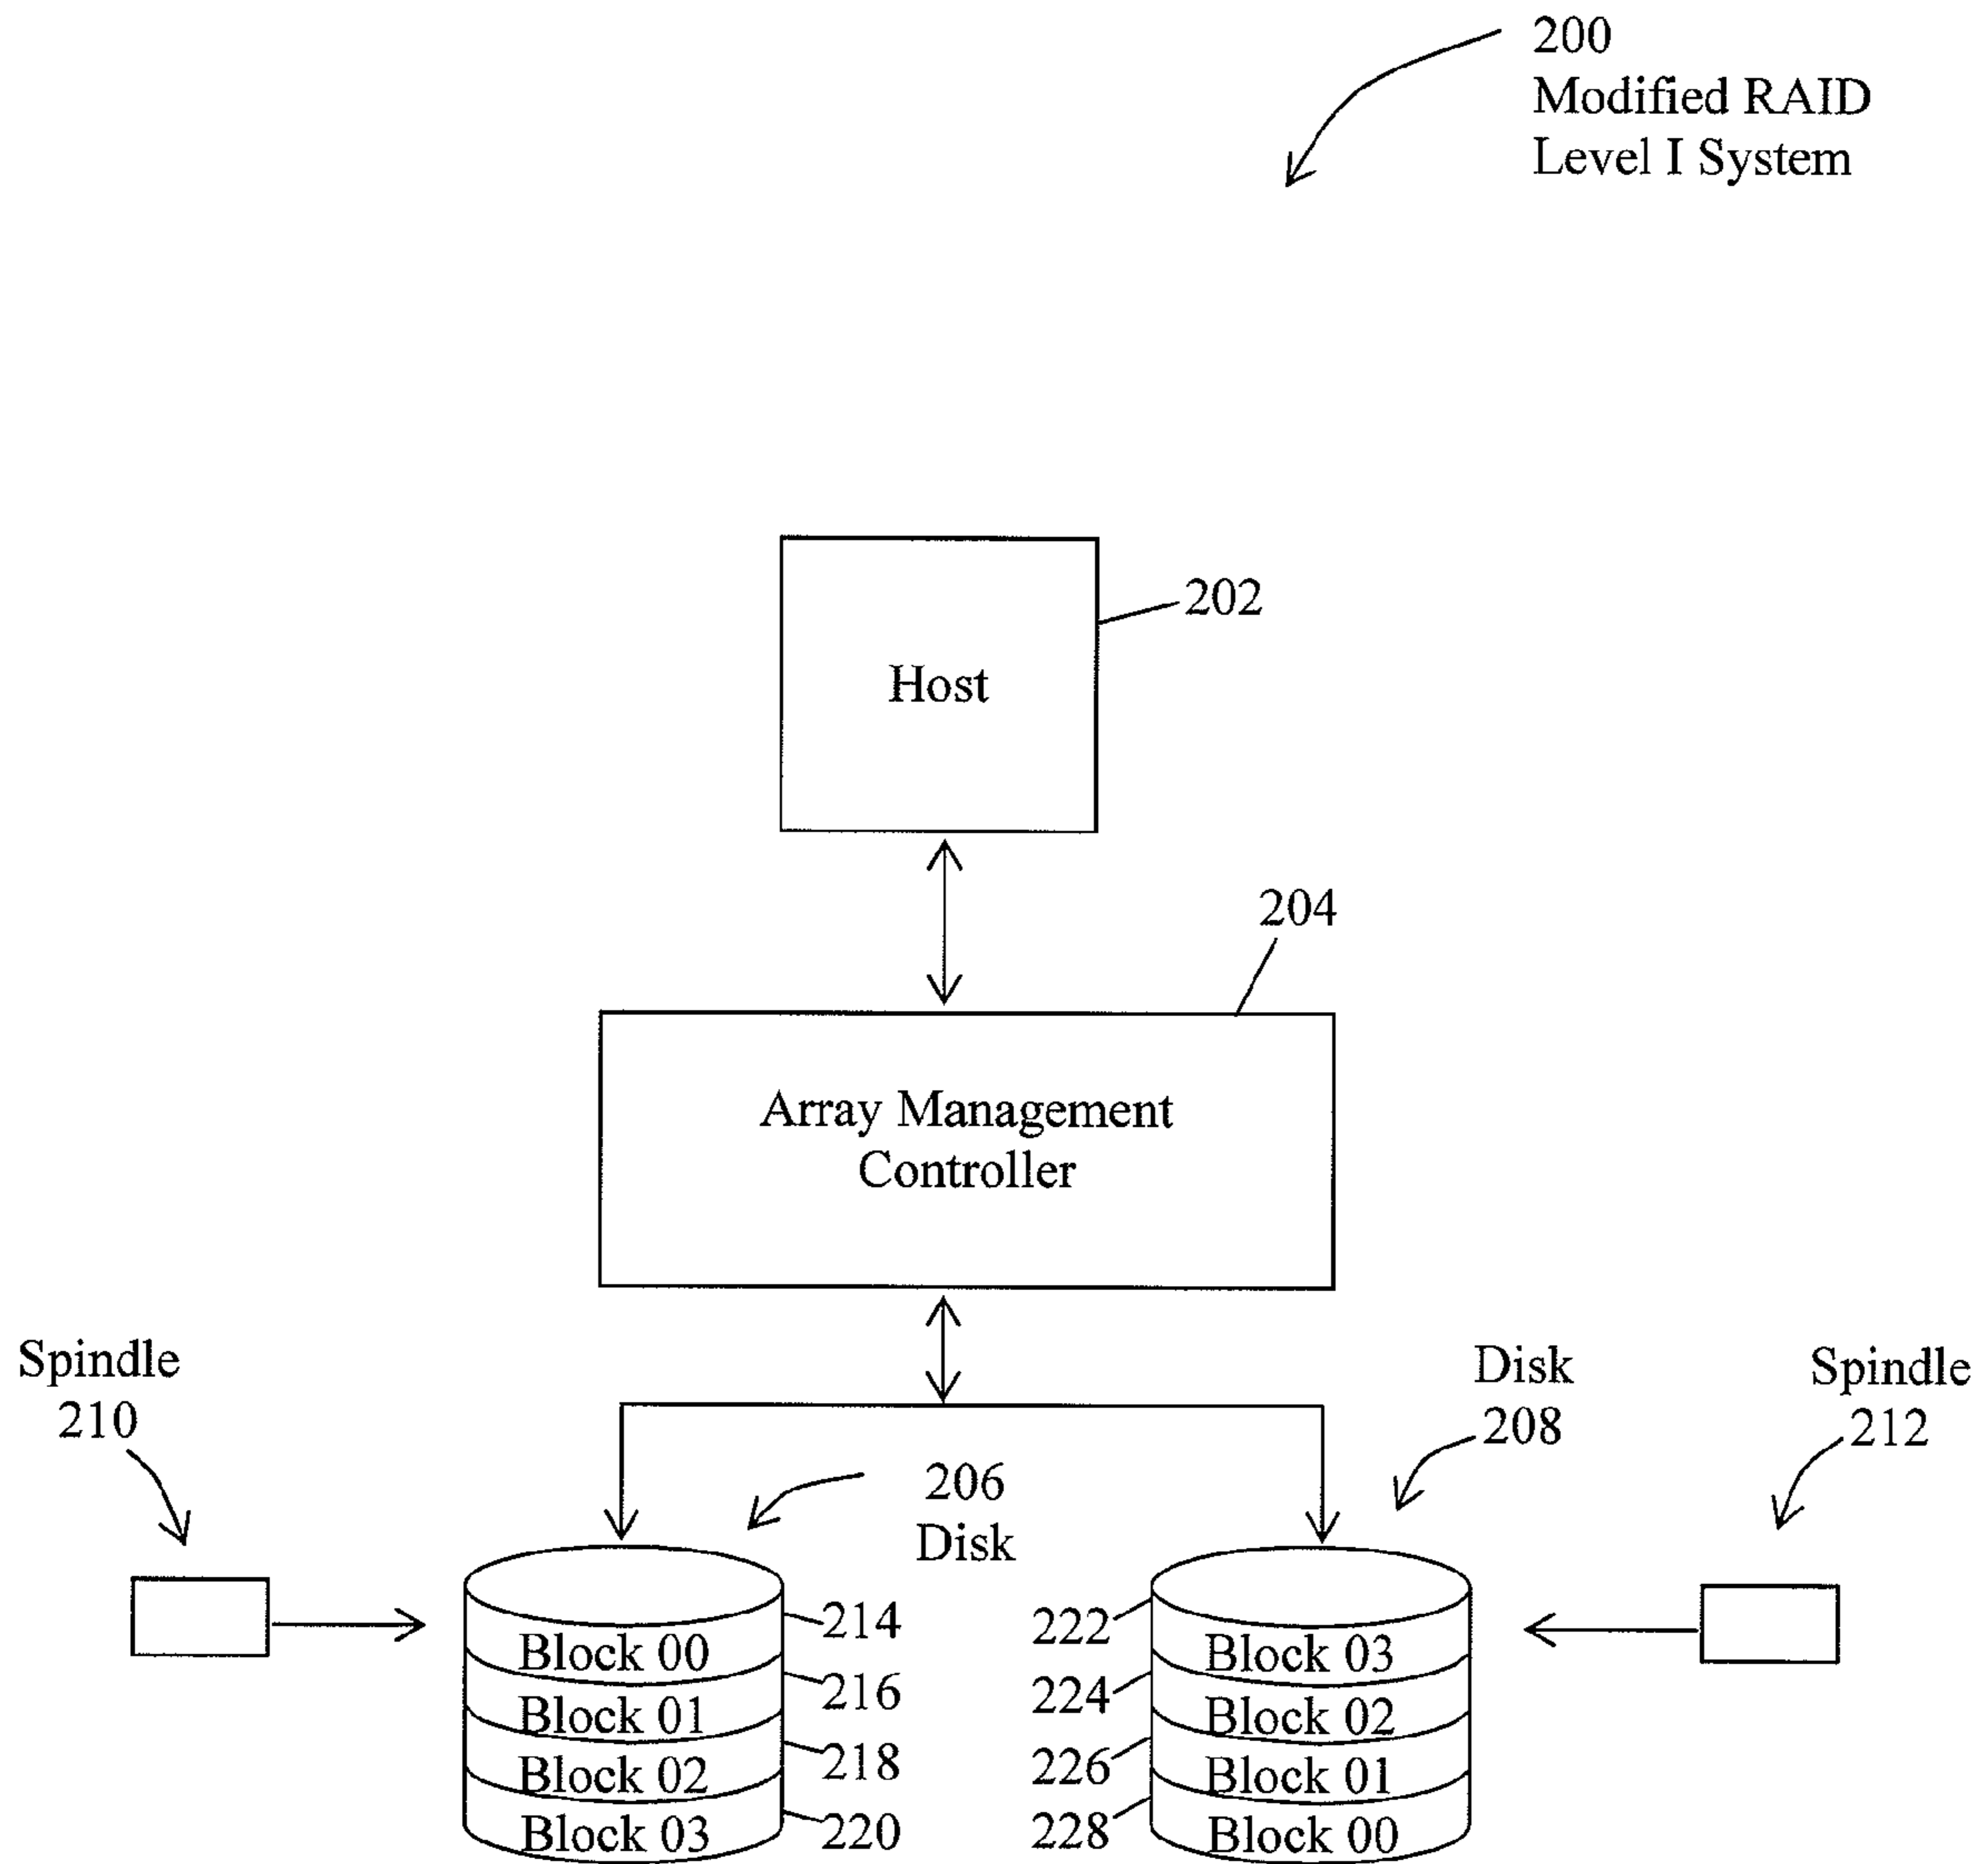 200
Modified RAID
Level I System
Host
202
204
Array Management
Controller
Spindle
210
206
Disk
Disk
208
Spindle
212
Block 00
Block 01
Block 02
Block 03
214
216
218
220
222
224
226
228
Block 03
Block 02
Block 01
Block 00